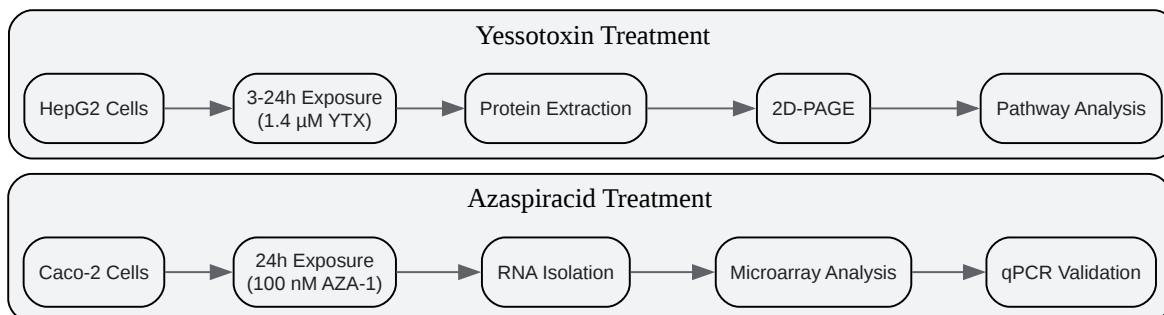 Yessotoxin Treatment
HepG2 Cells
3-24h Exposure
(1.4 µM YTX)
Protein Extraction
2D-PAGE
Pathway Analysis
Azaspiracid Treatment
Caco-2 Cells
24h Exposure
(100 nM AZA-1)
RNA Isolation
Microarray Analysis
qPCR Validation